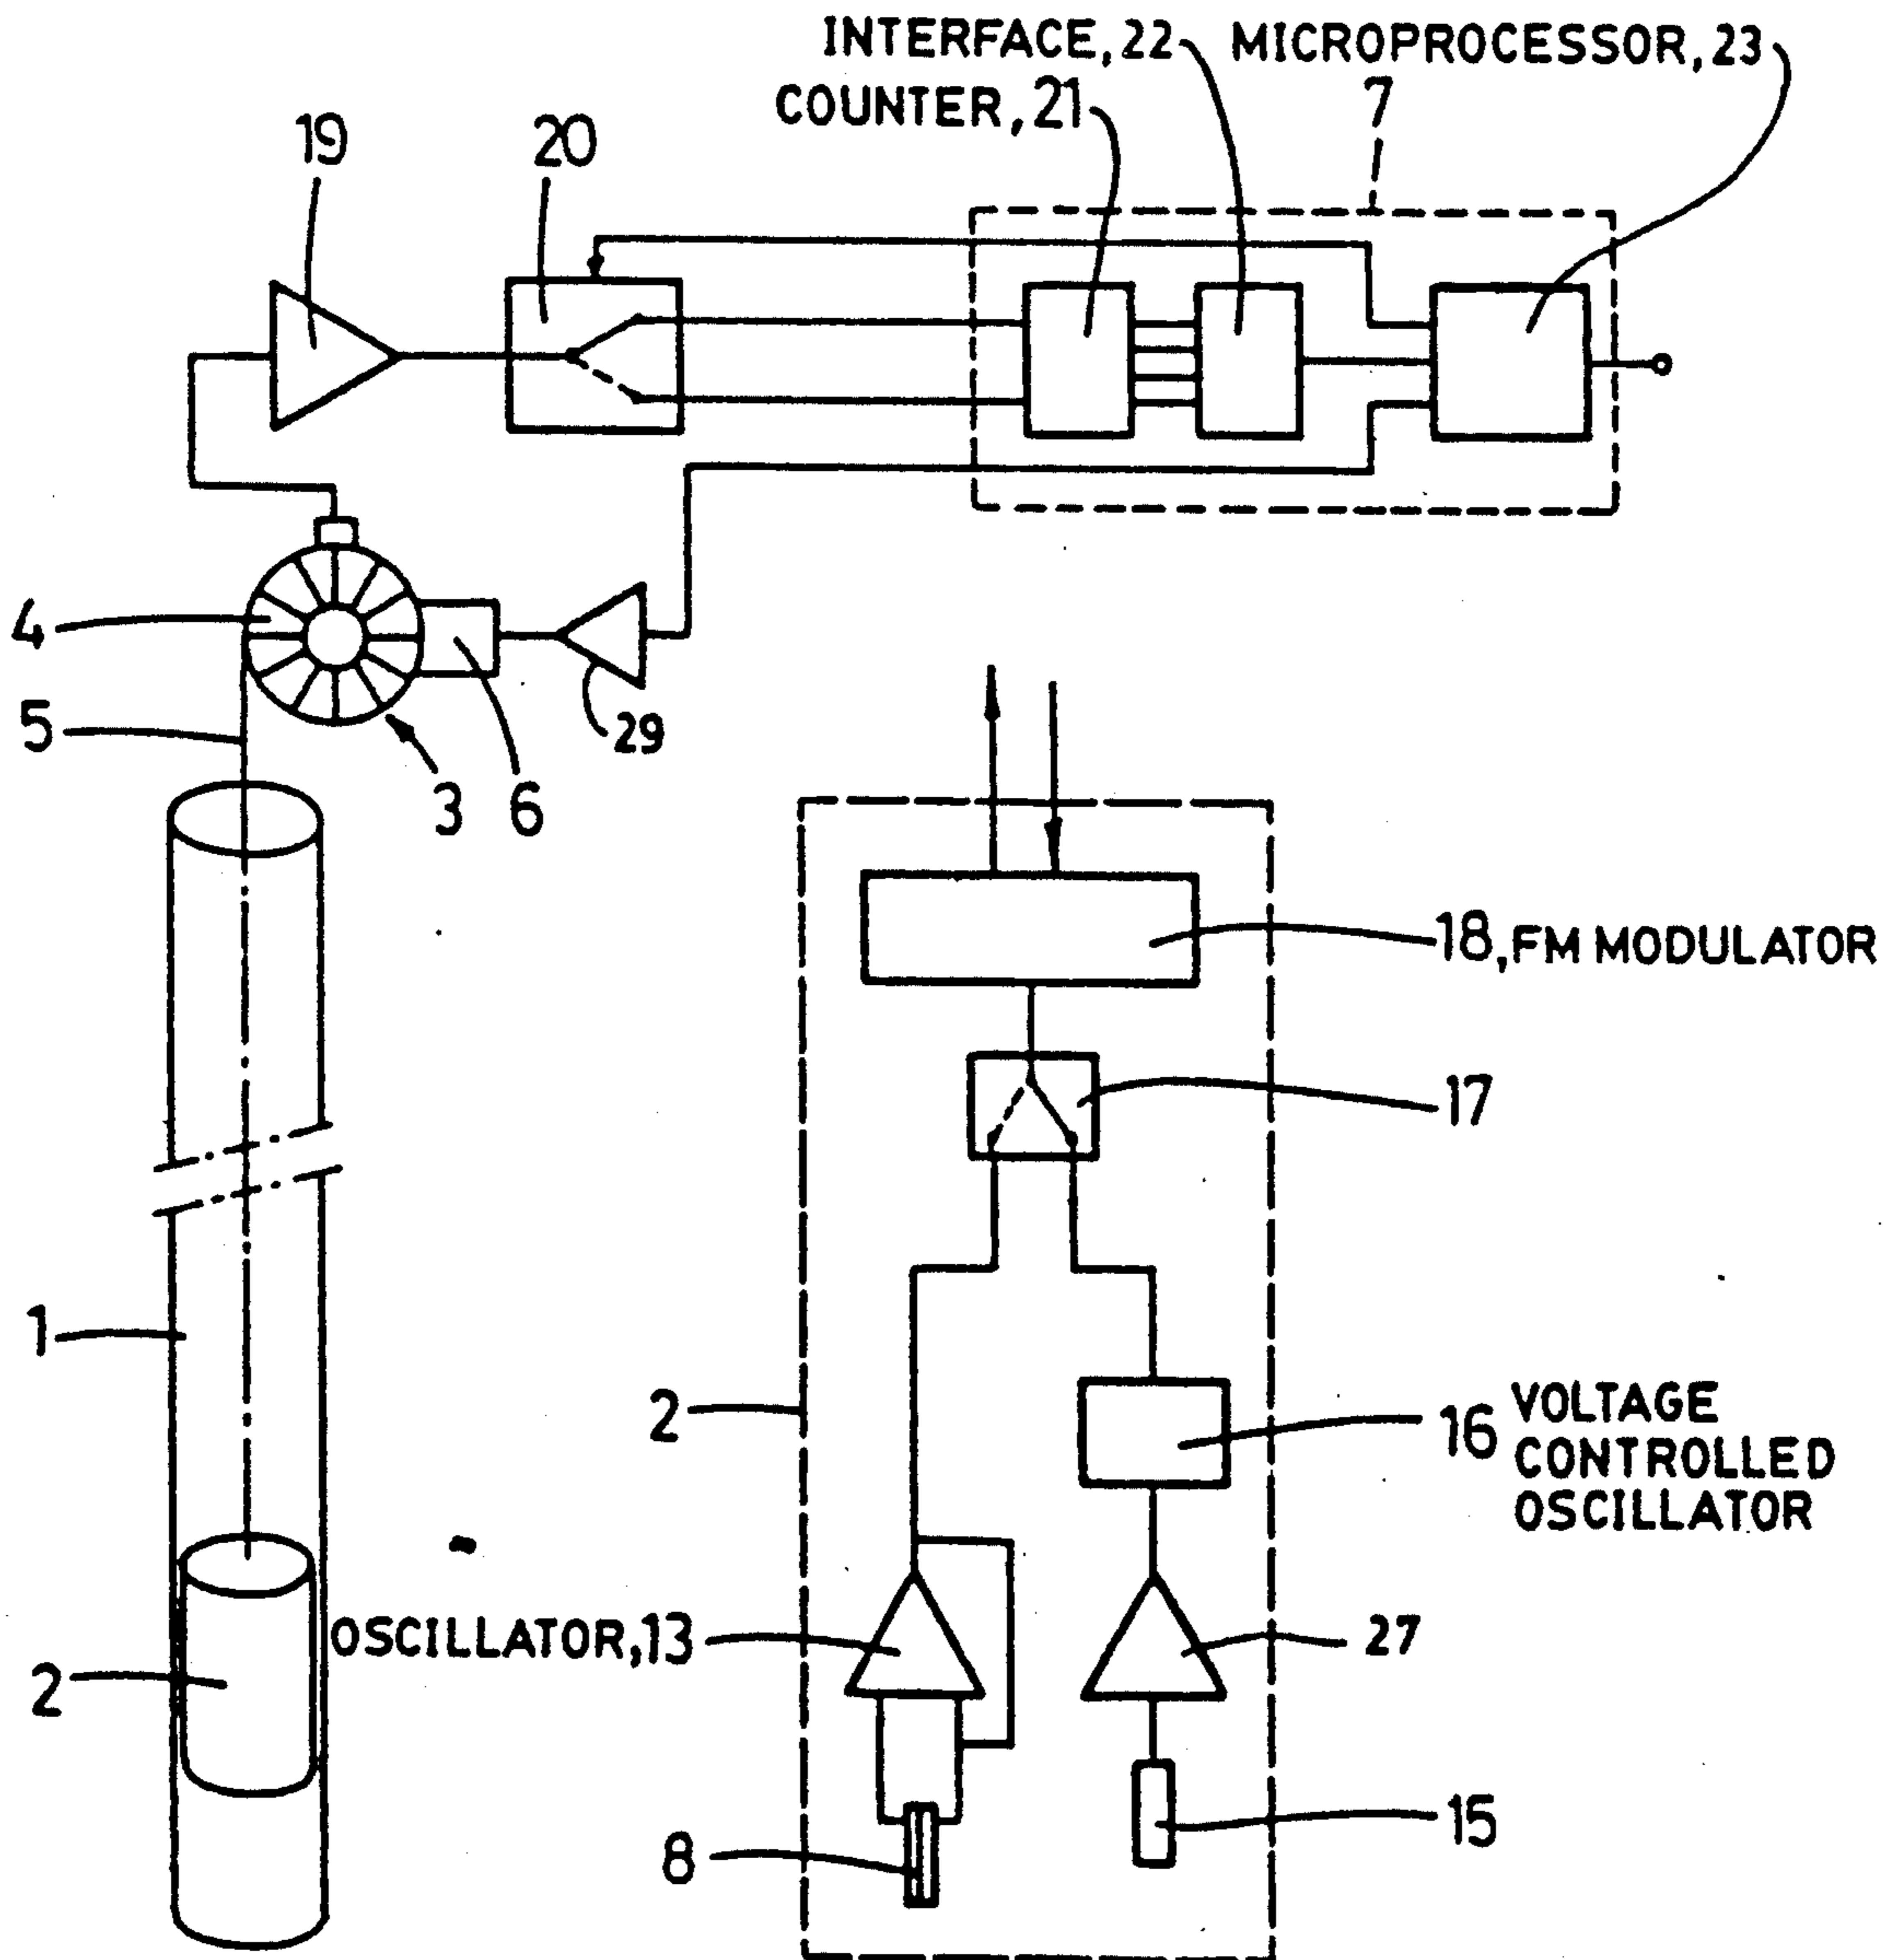 INTERFACE, 22
MICROPROCESSOR, 23
COUNTER, 21
7
19
20
4
5
29
3
6
18, FM MODULATOR
17
1
2
16 VOLTAGE
CONTROLLED
OSCILLATOR
OSCILLATOR, 13
27
2
15
8